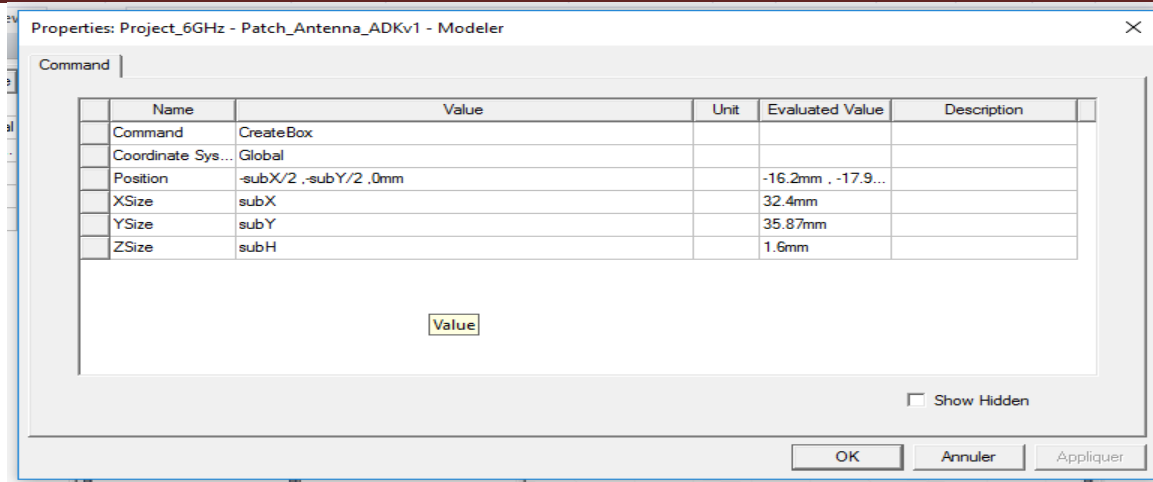 Properties: Project_6GHz - Patch_Antenna_ADKv1 - Modeler
Command
Name Value Unit Evaluated Value Description
Command CreateBox
Coordinate Sys... Global
Position -subX/2 ,-subY/2 ,0mm -16.2mm , -17.9...
XSize subX 32.4mm
YSize subY 35.87mm
ZSize subH 1.6mm
Value
Show Hidden
OK Annuler Appliquer